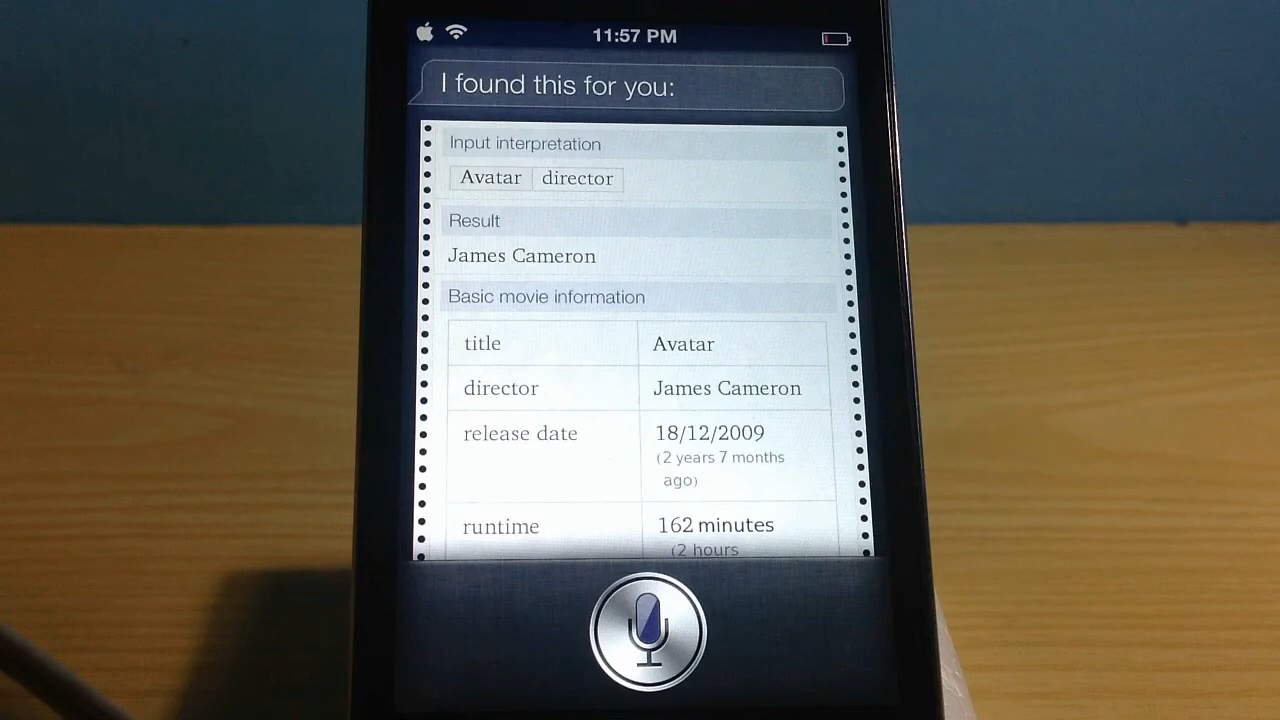 11:57 PM
I found this for you:
Input interpretation
Avatar director
Result
James Cameron
Basic movie information
title Avatar
director James Cameron
release date 18/12/2009
(2 years 7 months
ago)
runtime 162 minutes
(2 hours